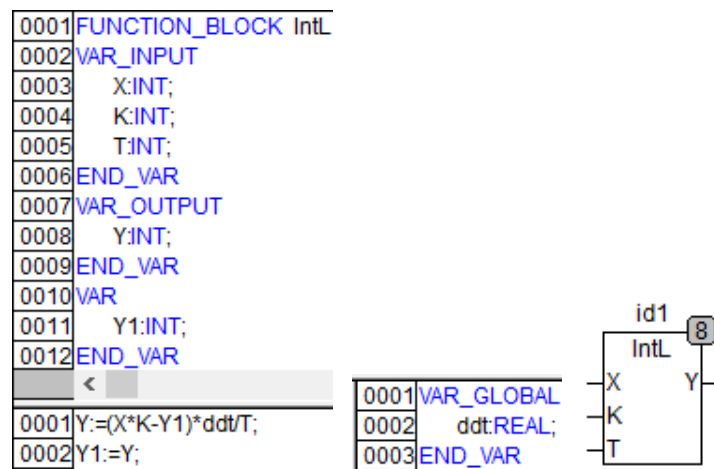 0001 FUNCTION_BLOCK IntL
0002 VAR_INPUT
0003 X:INT;
0004 K:INT;
0005 T:INT;
0006 END_VAR
0007 VAR_OUTPUT
0008 Y:INT;
0009 END_VAR
0010 VAR
0011 Y1:INT;
0012 END_VAR
<
0001 Y:=(X*K-Y1)*ddt/T;
0002 Y1:=Y;
0001 VAR_GLOBAL
0002 ddt:REAL;
0003 END_VAR
id1
8
IntL
X Y
K
T